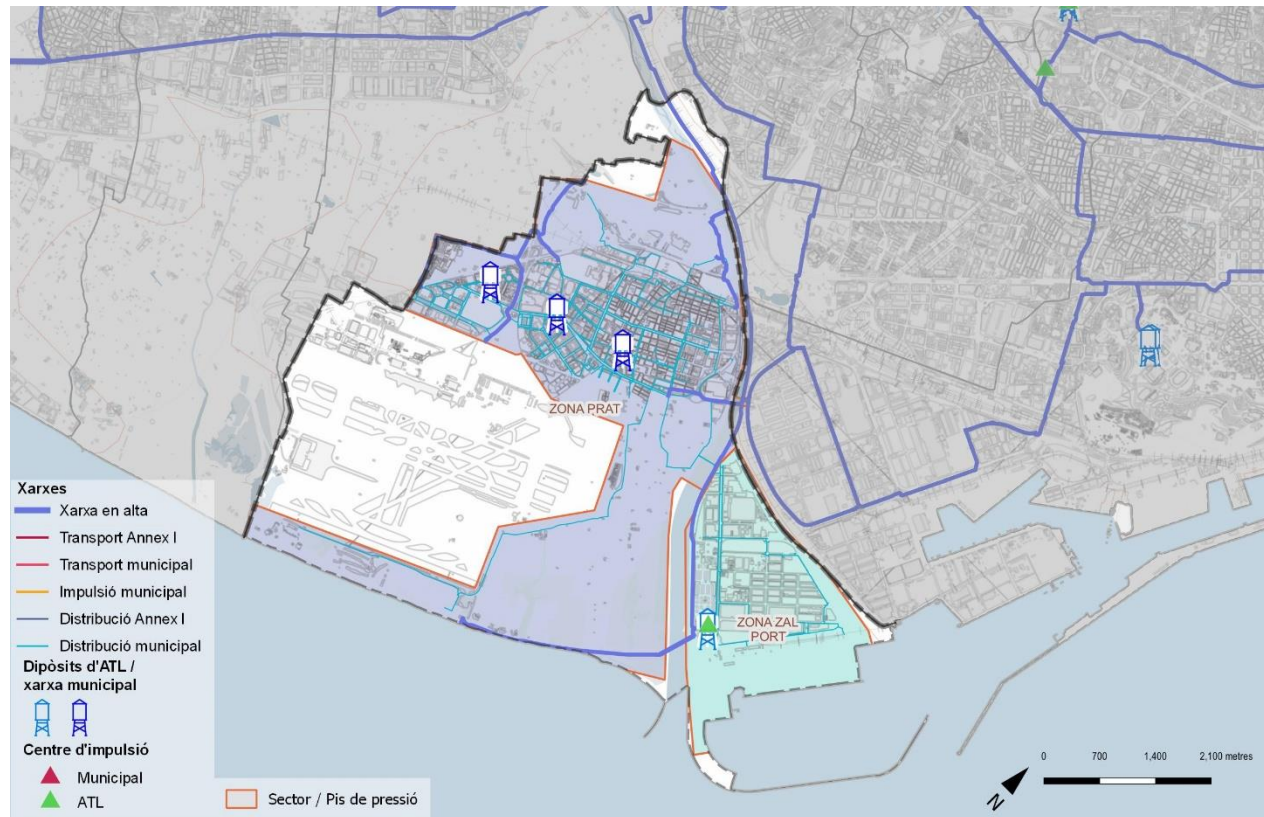 ZONA PRAT
ZONA ZAL
PORT
Xarxes
Xarxa en alta
Transport Annex I
Transport municipal
Impulsió municipal
Distribució Annex I
Distribució municipal
Dipòsits d'ATL /
xarxa municipal
Centre d'impulsió
Municipal
ATL
Sector / Pis de pressió
0 700 1,400 2,100 metres
N